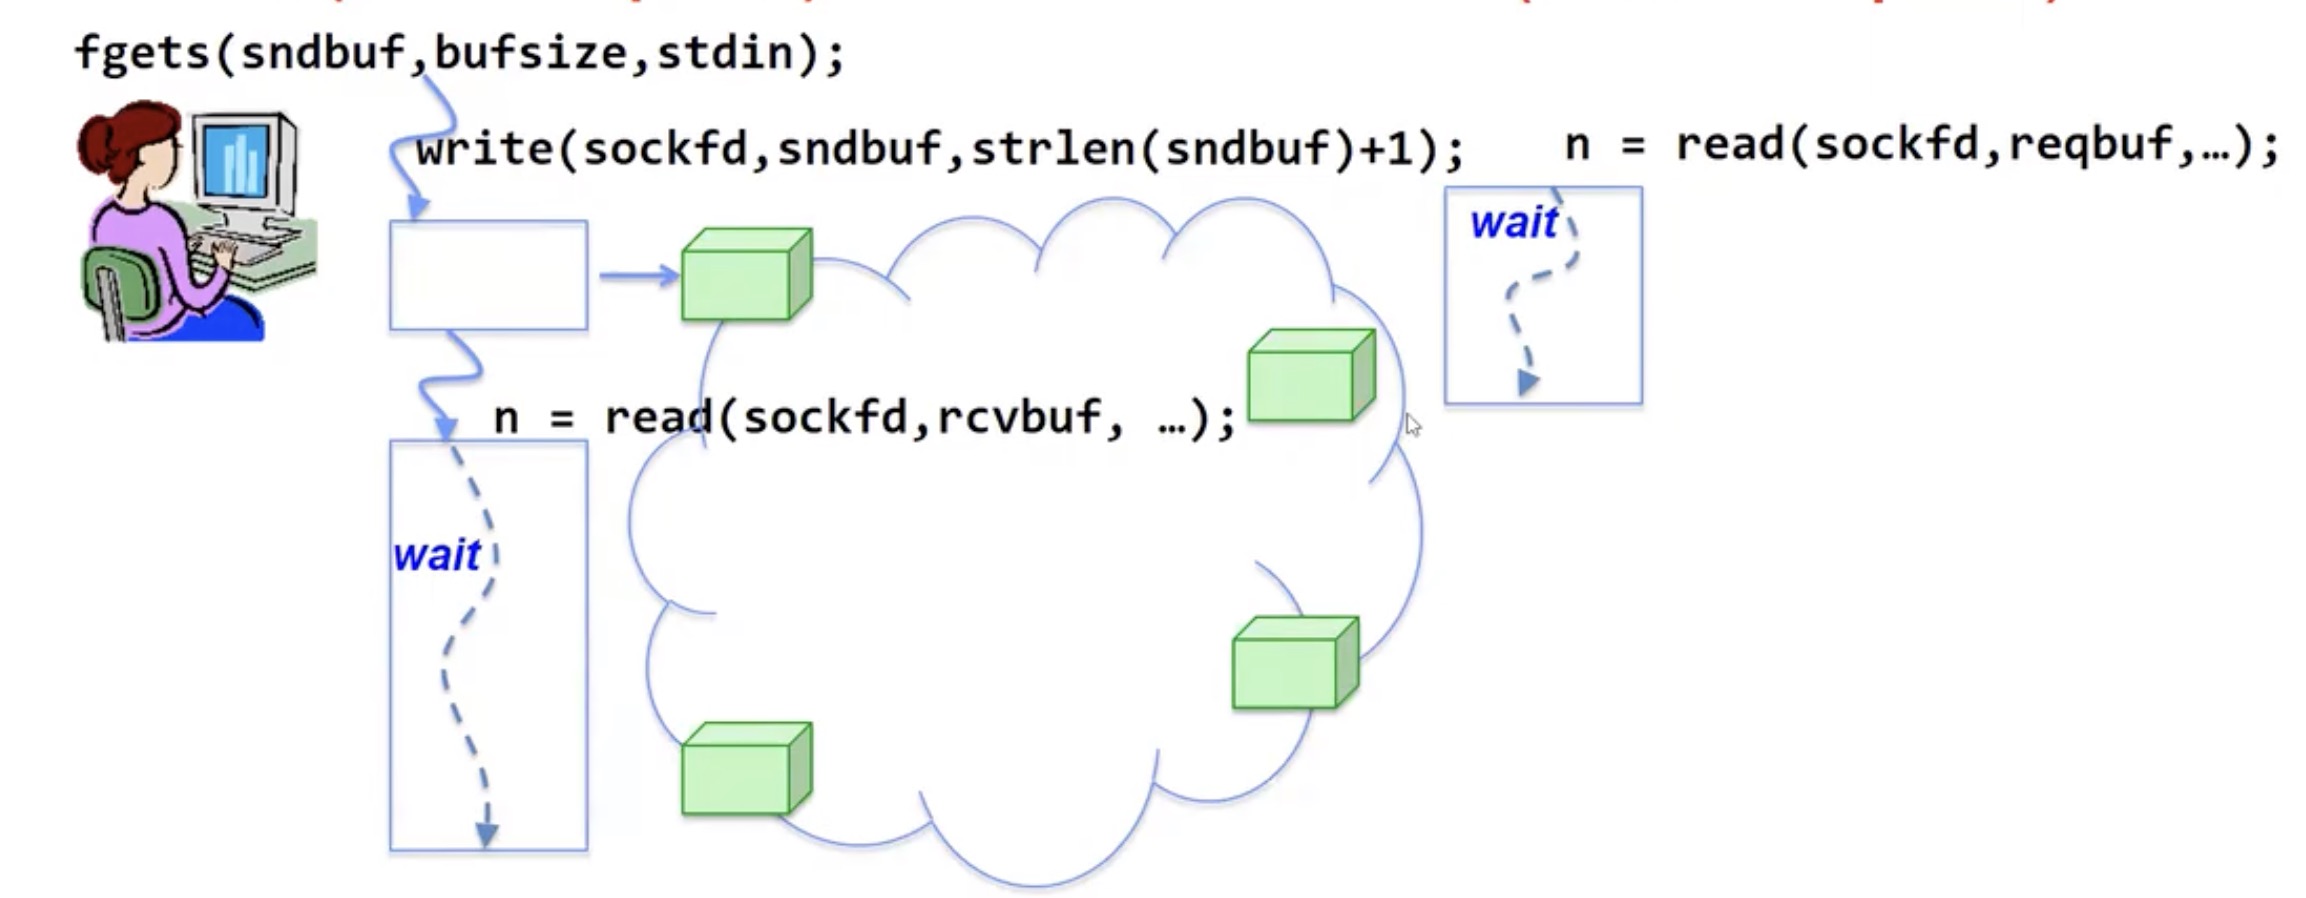 fgets(sndbuf,bufsize,stdin);
write(sockfd,sndbuf,strlen(sndbuf)+1);
n = read(sockfd,reqbuf,…);
wait
n = read(sockfd,rcvbuf, …);
wait